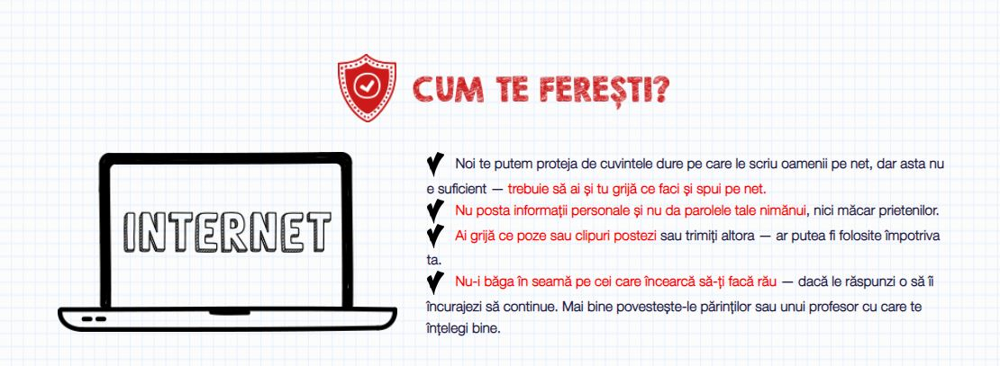 CUM TE FEREȘTI?
INTERNET
Noi te putem proteja de cuvintele dure pe care le scriu oamenii pe net, dar asta nu
e suficient — trebuie să ai și tu grijă ce faci și spui pe net.
Nu posta informații personale și nu da parolele tale nimănui, nici măcar prietenilor.
Ai grijă ce poze sau clipuri postezi sau trimiți altora — ar putea fi folosite împotriva
ta.
Nu-i băga în seamă pe cei care încearcă să-ți facă rău — dacă le răspunzi o să îi
încurajezi să continue. Mai bine povestește-le părinților sau unui profesor cu care te
înțelegi bine.